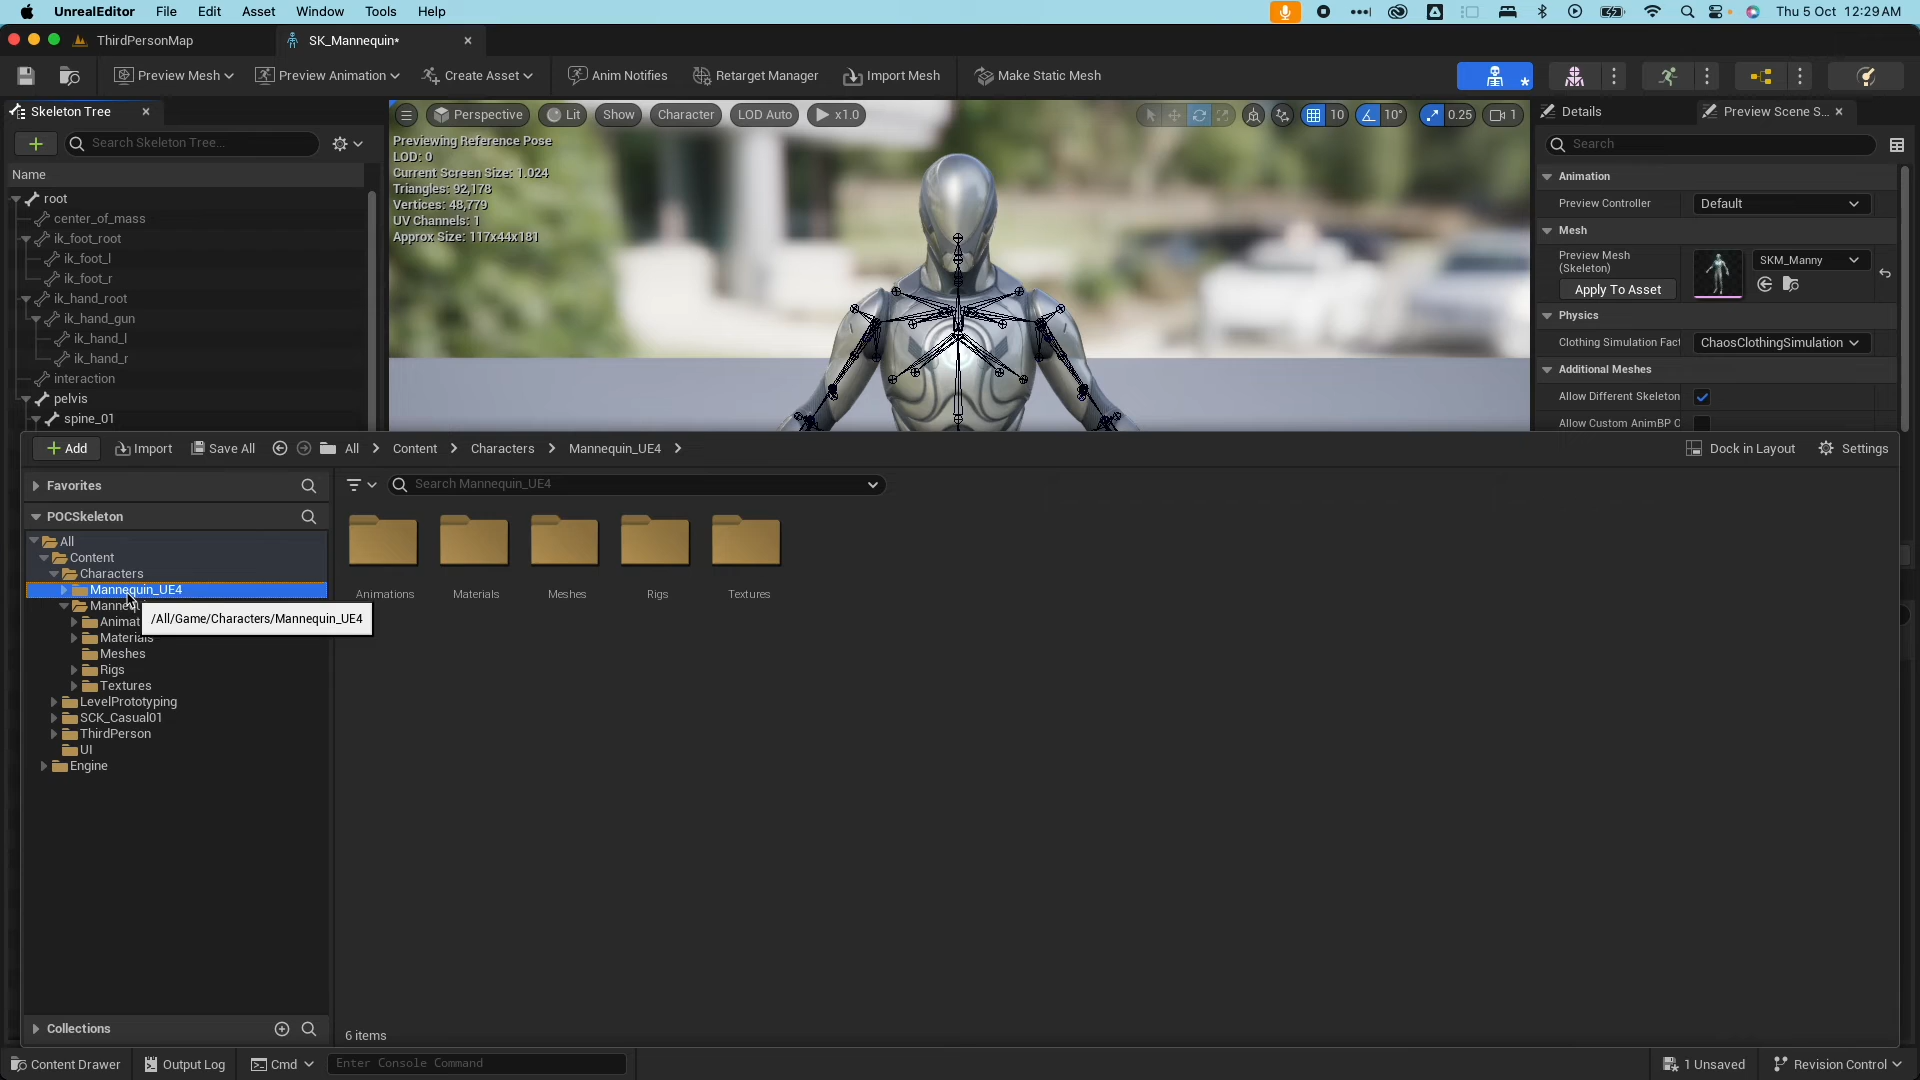 UnrealEditor File Edit Asset Window Tools Help Thu 5 Oct 12:29 AM
ThirdPersonMap SK_Mannequin*
Preview Mesh Preview Animation Create Asset Anim Notifies Retarget Manager Import Mesh Make Static Mesh
Skeleton Tree
Search Skeleton Tree...
Name
root
center_of_mass
ik_foot_root
ik_foot_l
ik_foot_r
ik_hand_root
ik_hand_gun
ik_hand_l
ik_hand_r
interaction
pelvis
spine_01
Perspective Lit Show Character LOD Auto x1.0 10 10° 0.25 1
Previewing Reference Pose
LOD: 0
Current Screen Size: 1.024
Triangles: 92,178
Vertices: 48,779
UV Channels: 1
Approx Size: 117x44x181
Details Preview Scene S...
Search
Animation
Preview Controller Default
Mesh
Preview Mesh (Skeleton) SKM_Manny
Apply To Asset
Physics
Clothing Simulation Fact ChaosClothingSimulation
Additional Meshes
Allow Different Skeleton
Allow Custom AnimBP C
Add Import Save All All Content Characters Mannequin_UE4 Dock in Layout Settings
Favorites
POCSkeleton
All
Content
Characters
Mannequin_UE4
Mannequ
Animat
Materials
Meshes
Rigs
Textures
LevelPrototyping
SCK_Casual01
ThirdPerson
UI
Engine
/All/Game/Characters/Mannequin_UE4
Collections
Search Mannequin_UE4
Animations Materials Meshes Rigs Textures
6 items
Content Drawer Output Log Cmd Enter Console Command 1 Unsaved Revision Control